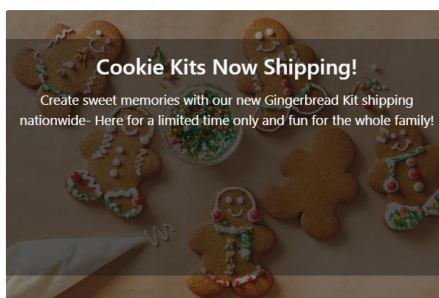 Cookie Kits Now Shipping!
Create sweet memories with our new Gingerbread Kit shipping
nationwide- Here for a limited time only and fun for the whole family!